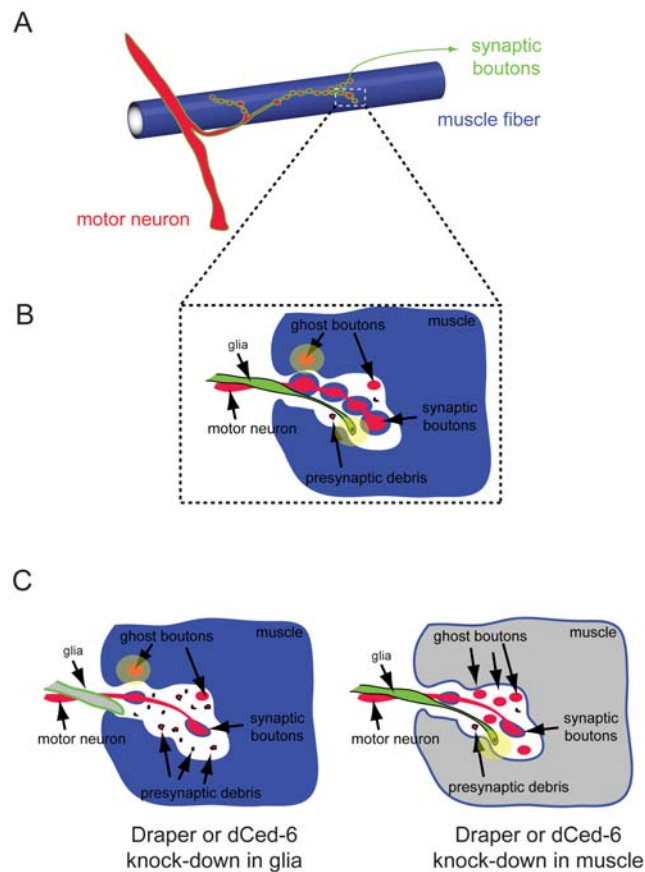 A
synaptic
boutons
muscle fiber
motor neuron
B
muscle
ghost boutons
glia
synaptic
boutons
motor neuron
presynaptic debris
C
muscle
ghost boutons
glia
synaptic
boutons
motor neuron
presynaptic debris
Draper or dCed-6
knock-down in glia
muscle
ghost boutons
glia
synaptic
boutons
motor neuron
presynaptic debris
Draper or dCed-6
knock-down in muscle